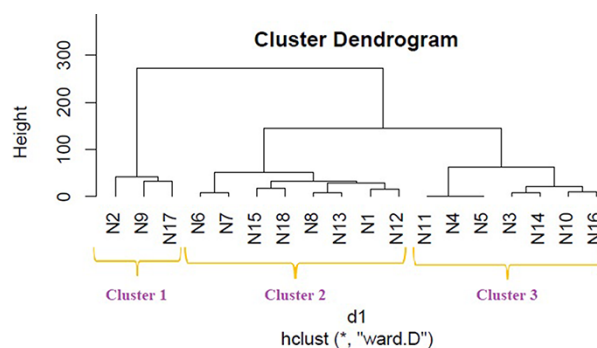 Cluster Dendrogram
Height
300
200
100
0
N2 N9 N17 N6 N7 N15 N18 N8 N13 N1 N12 N11 N4 N5 N3 N14 N10 N16
Cluster 1 Cluster 2 Cluster 3
d1
hclust (*, "ward.D")